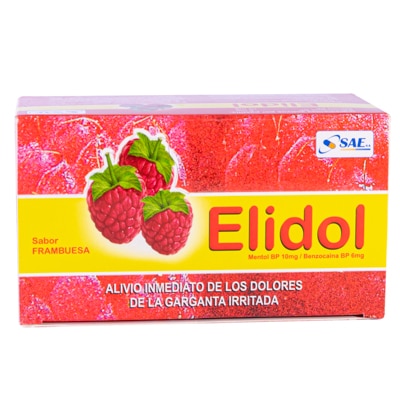 SAE S.A.
Elidol
Mentol BP 10mg / Benzocaína BP 6mg
Sabor
FRAMBUESA
ALIVIO INMEDIATO DE LOS DOLORES
DE LA GARGANTA IRRITADA